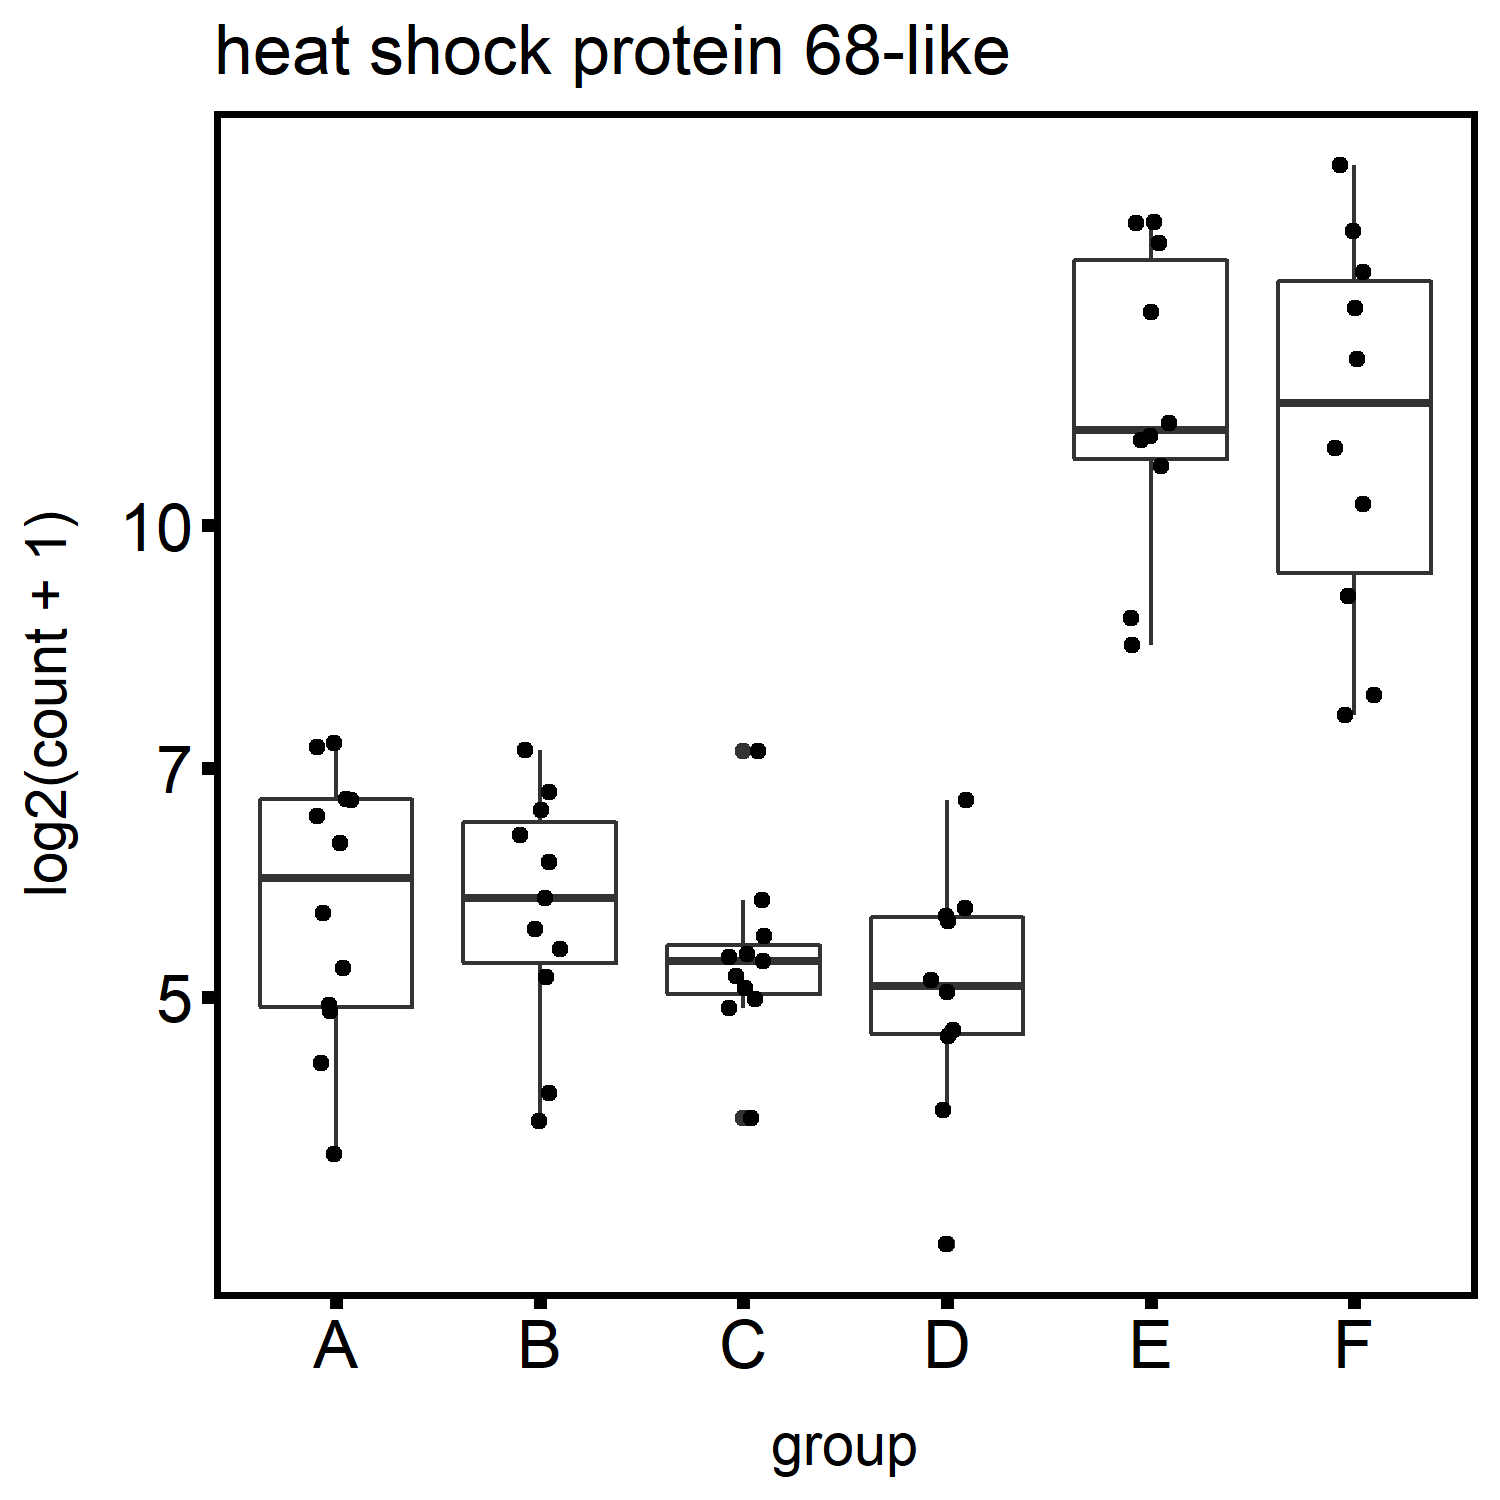 heat shock protein 68-like
log2(count + 1)
10
7
5
A B C D E F
group